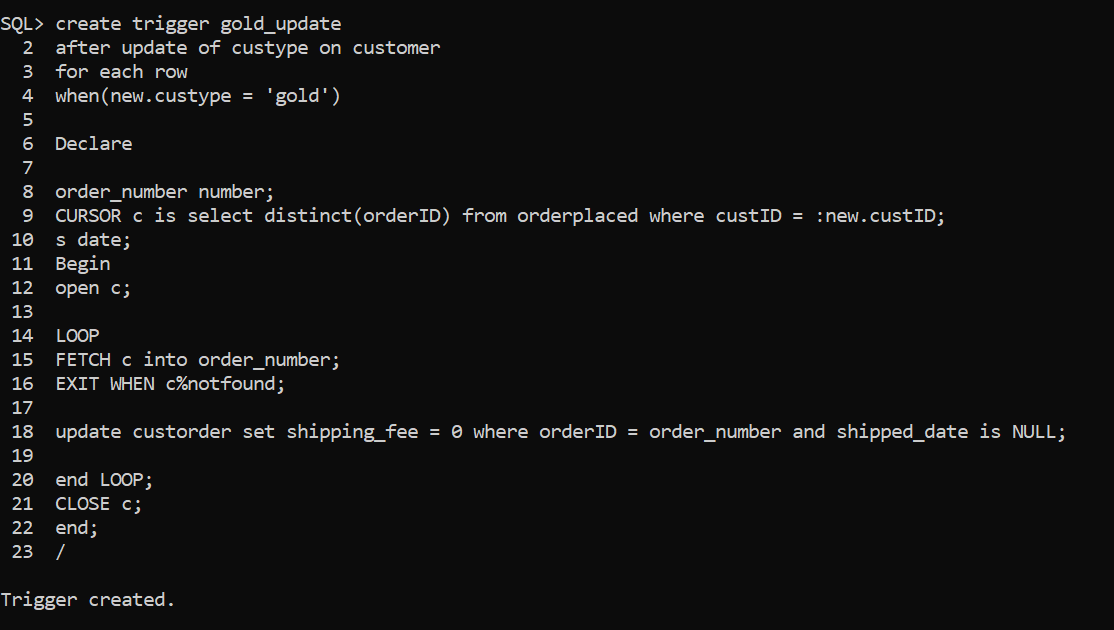 SQL> create trigger gold_update
2 after update of custype on customer
3 for each row
4 when(new.custype = 'gold')
5
6 Declare
7
8 order_number number;
9 CURSOR c is select distinct(orderID) from orderplaced where custID = :new.custID;
10 s date;
11 Begin
12 open c;
13
14 LOOP
15 FETCH c into order_number;
16 EXIT WHEN c%notfound;
17
18 update custorder set shipping_fee = 0 where orderID = order_number and shipped_date is NULL;
19
20 end LOOP;
21 CLOSE c;
22 end;
23 /
Trigger created.